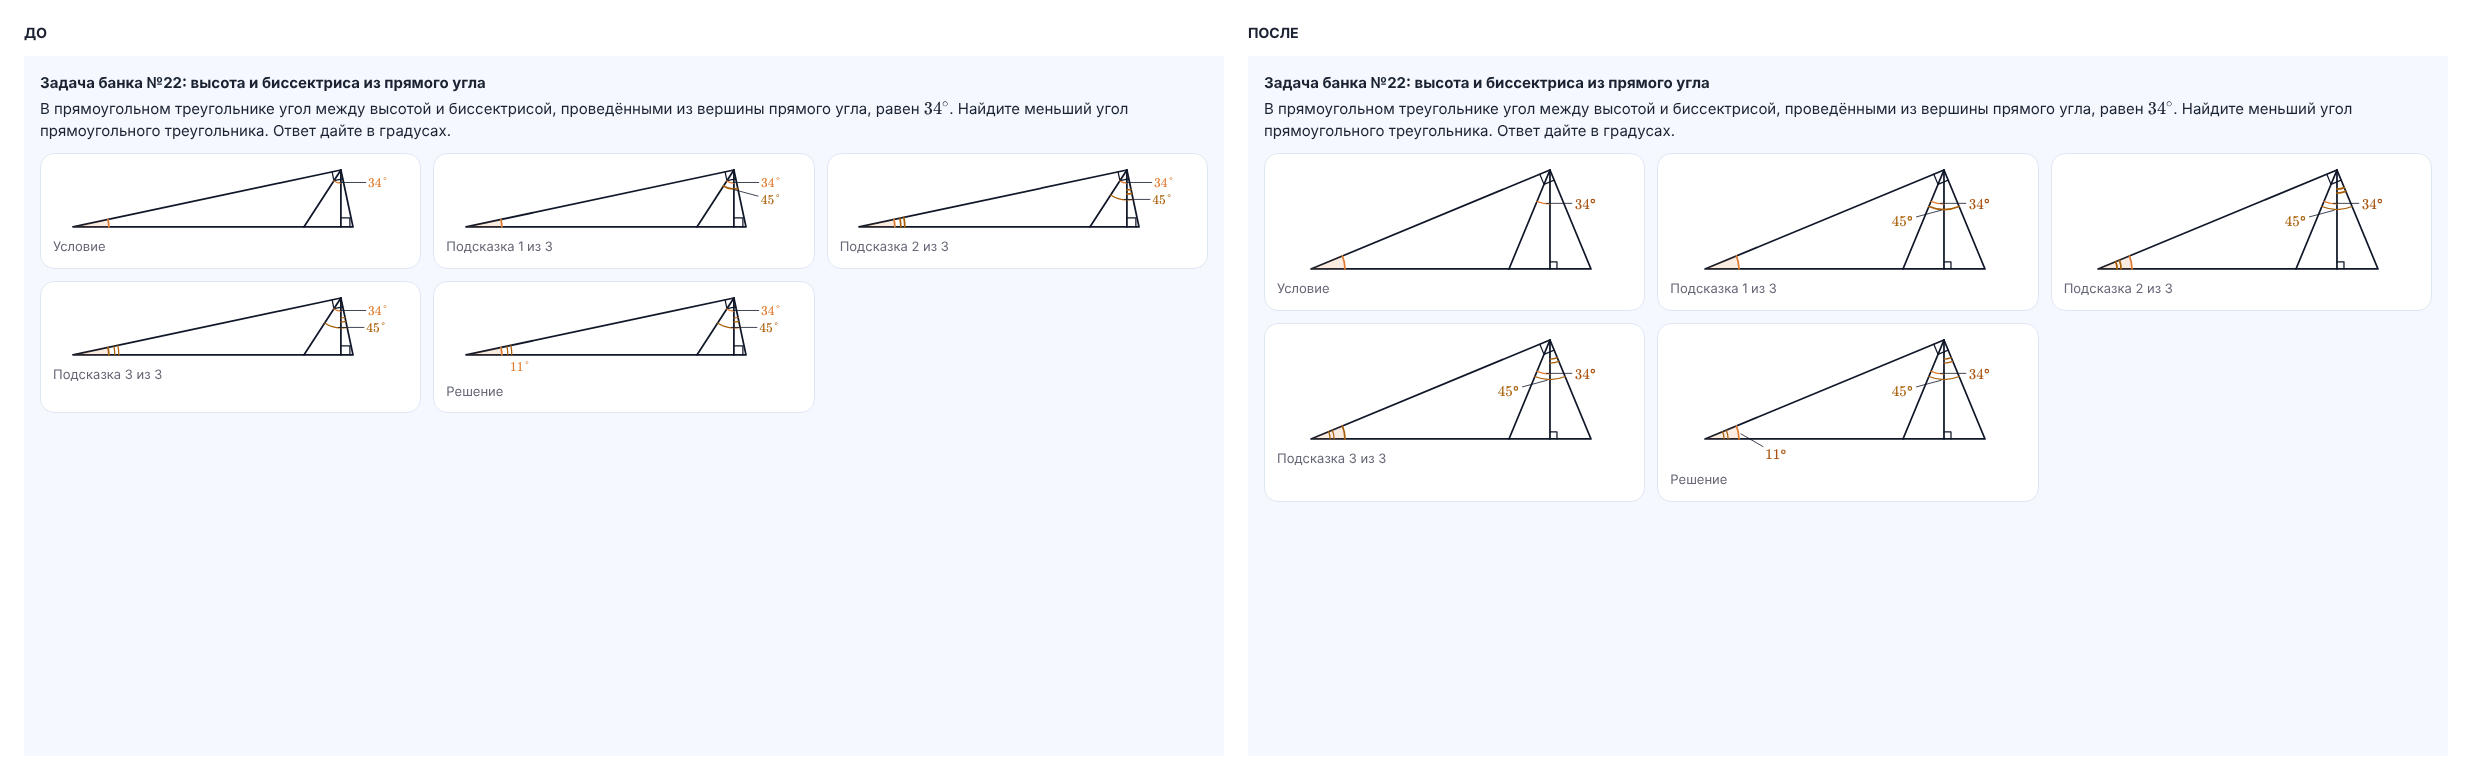 ДО
Задача банка №22: высота и биссектриса из прямого угла
В прямоугольном треугольнике угол между высотой и биссектрисой, проведёнными из вершины прямого угла, равен 34°. Найдите меньший угол
прямоугольного треугольника. Ответ дайте в градусах.
34°
Условие
34°
45°
Подсказка 1 из 3
34°
45°
Подсказка 2 из 3
34°
45°
Подсказка 3 из 3
34°
45°
11°
Решение
ПОСЛЕ
Задача банка №22: высота и биссектриса из прямого угла
В прямоугольном треугольнике угол между высотой и биссектрисой, проведёнными из вершины прямого угла, равен 34°. Найдите меньший угол
прямоугольного треугольника. Ответ дайте в градусах.
34°
Условие
34°
45°
Подсказка 1 из 3
34°
45°
Подсказка 2 из 3
34°
45°
Подсказка 3 из 3
34°
45°
11°
Решение